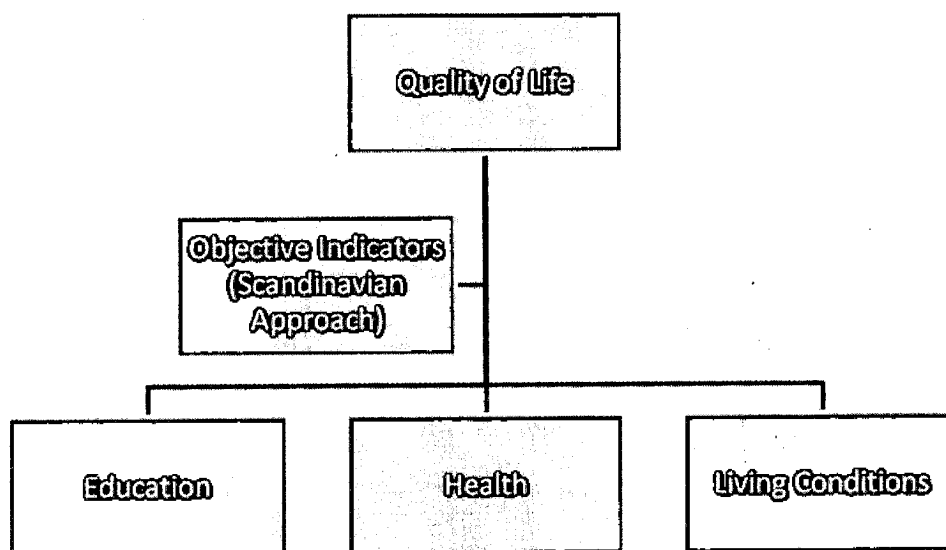 Quality of Life
Objective Indicators
(Scandinavian
Approach)
Education
Health
Living Conditions